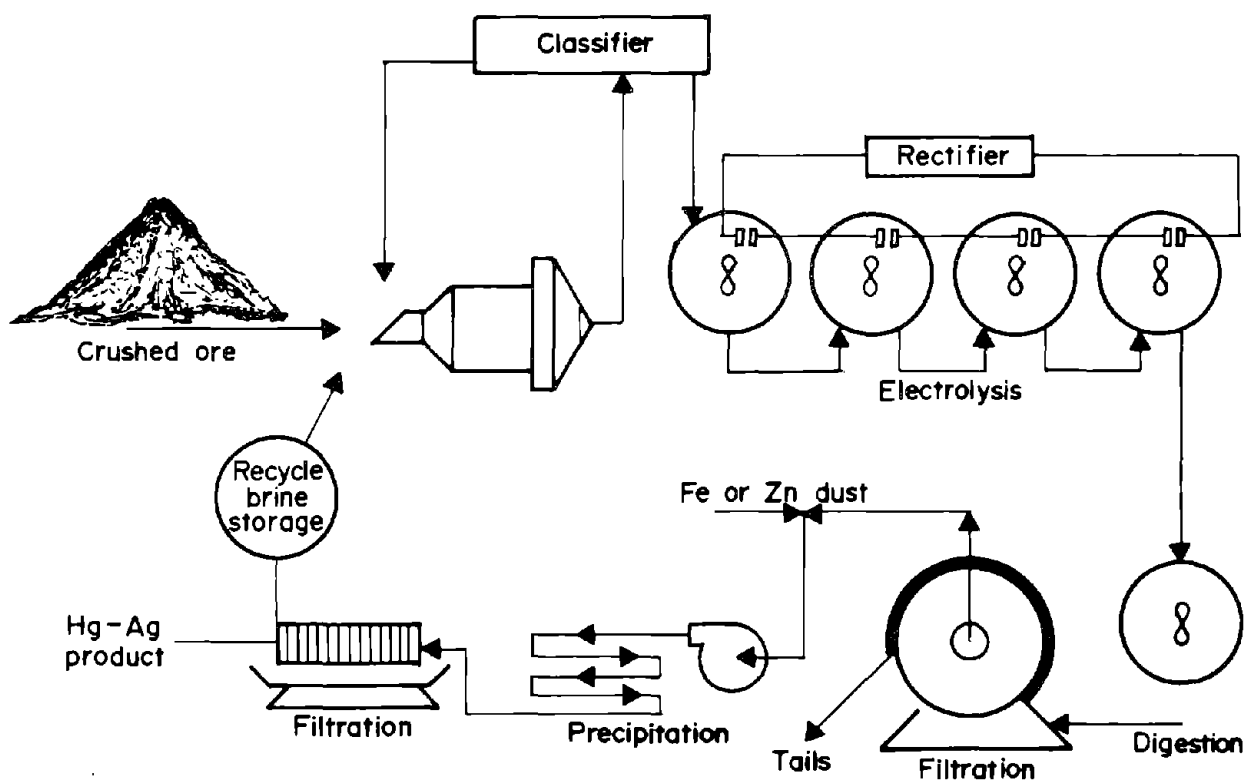 Classifier
Rectifier
Crushed ore
Electrolysis
Recycle
brine
storage
Fe or Zn dust
Hg-Ag
product
Filtration
Precipitation
Tails
Filtration
Digestion